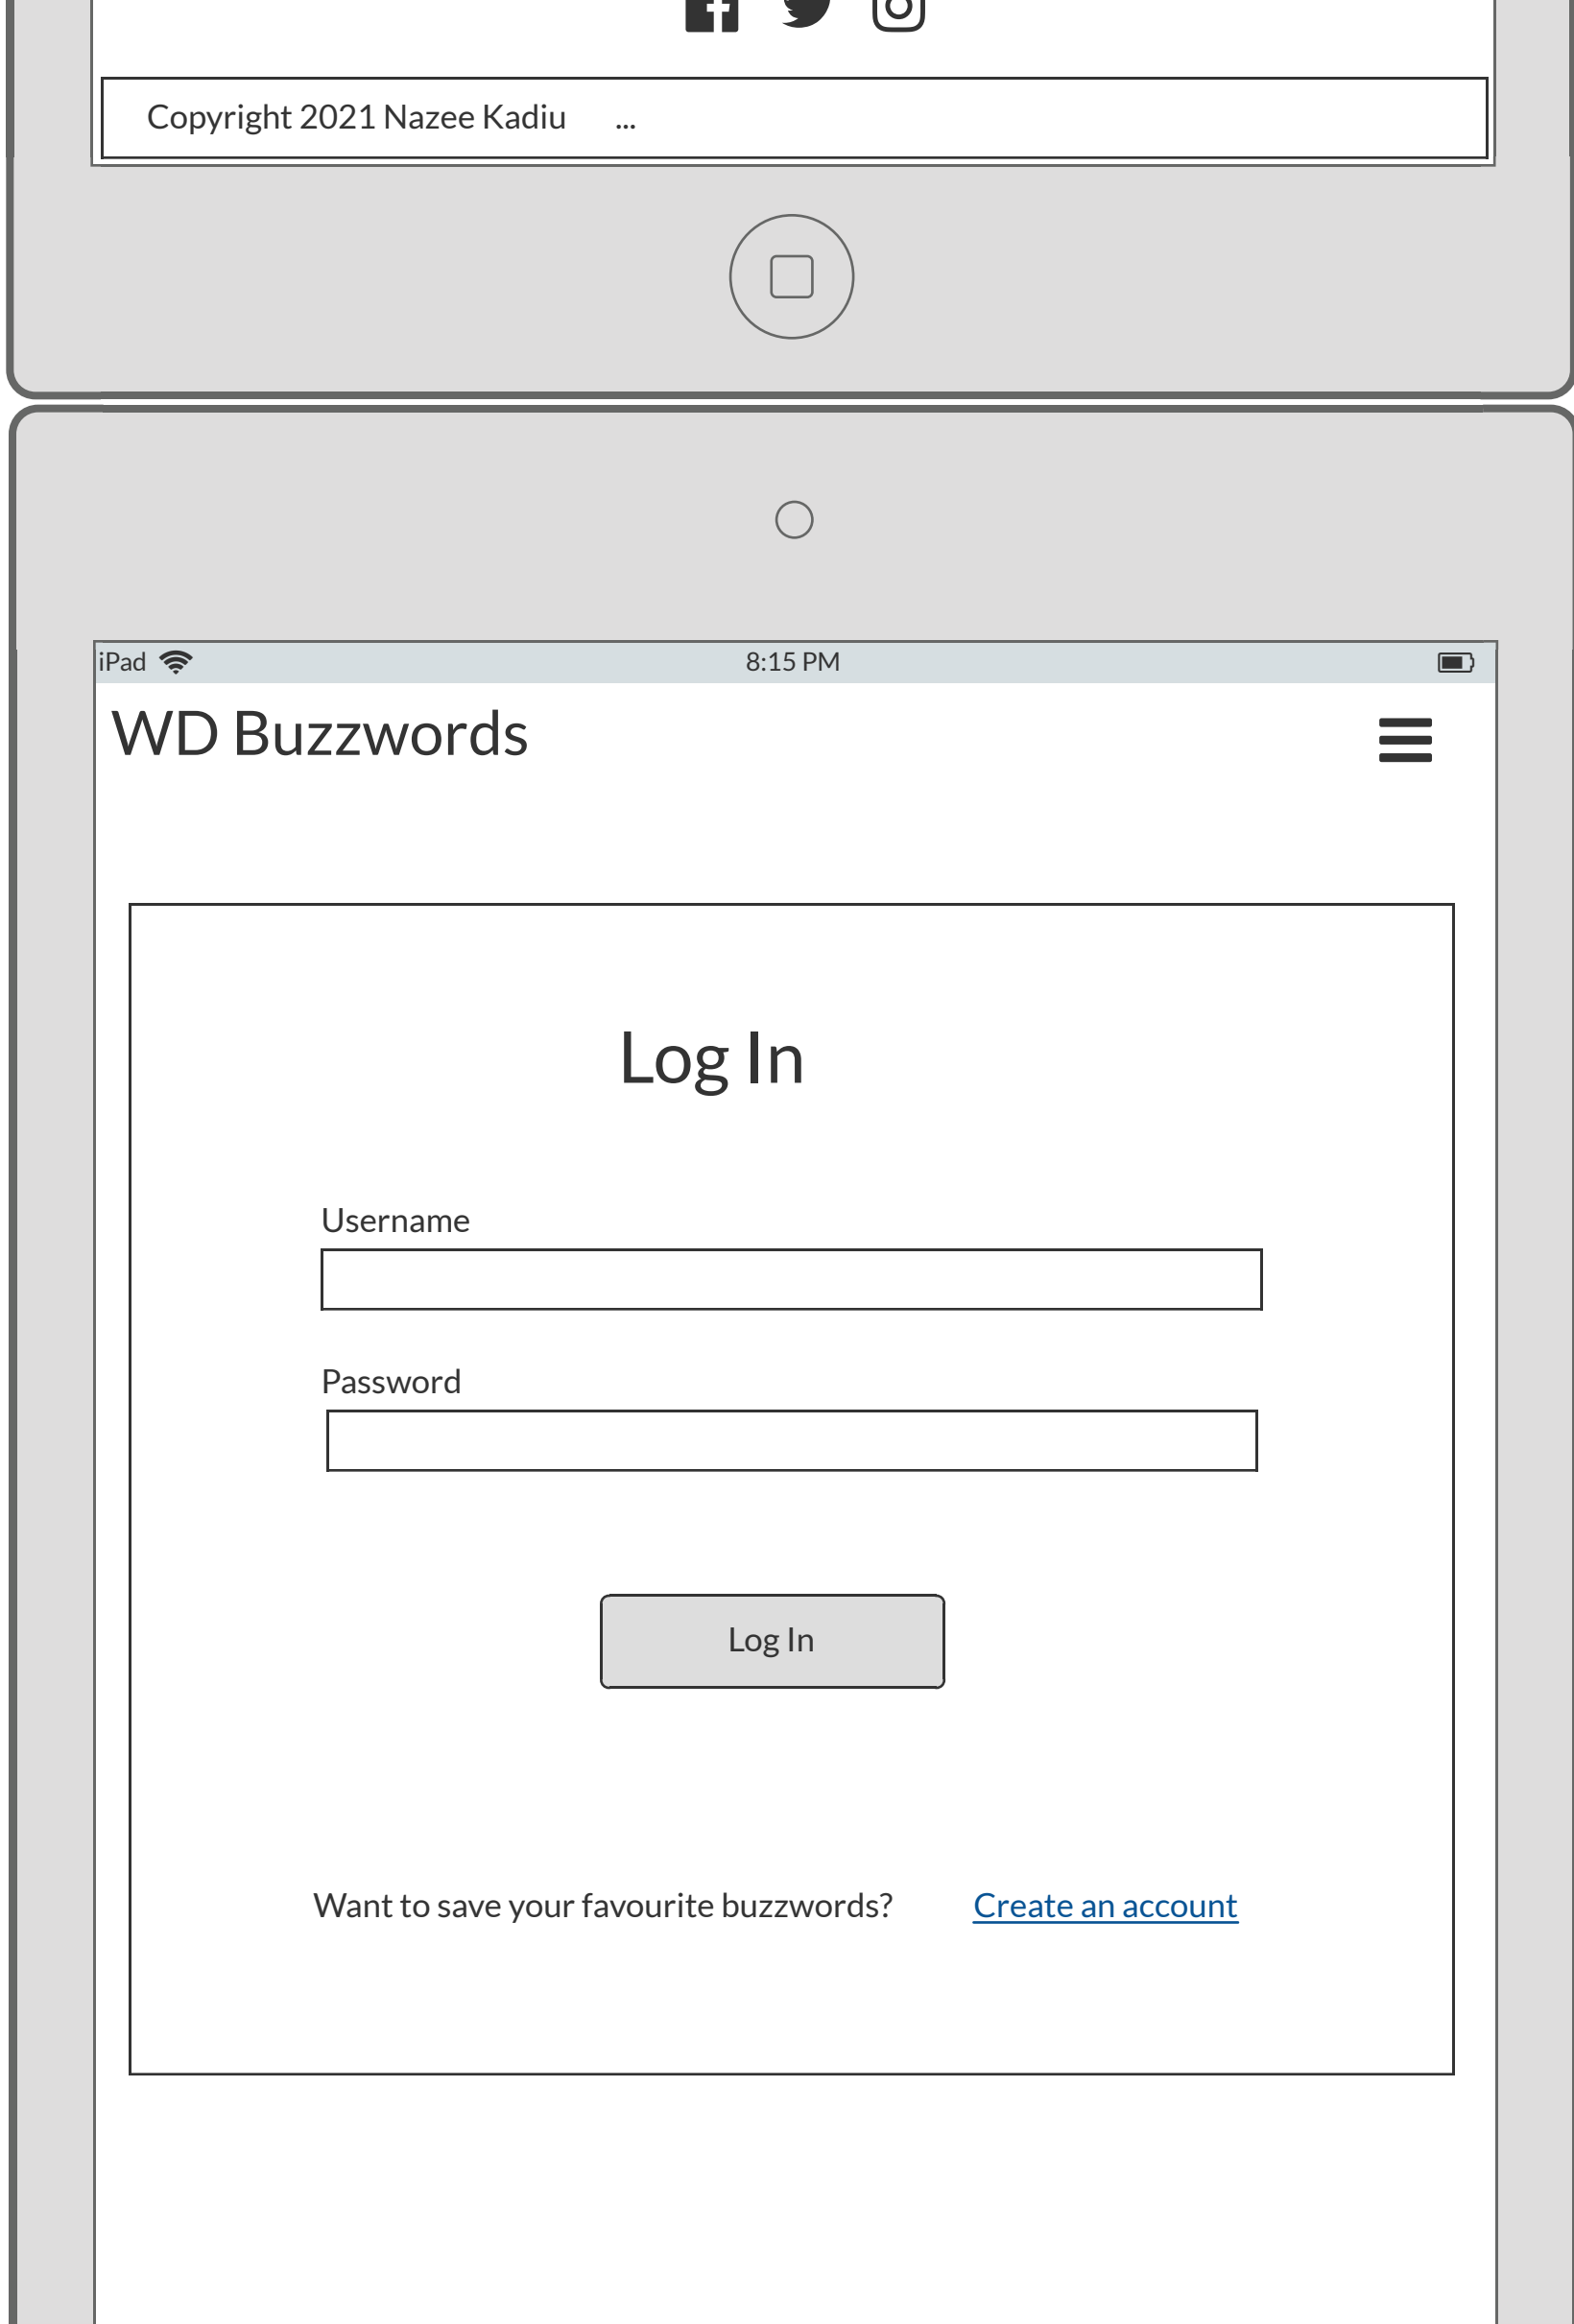 Copyright 2021 Nazee Kadiu ...
iPad 8:15 PM
WD Buzzwords
Log In
Username
Password
Log In
Want to save your favourite buzzwords? Create an account